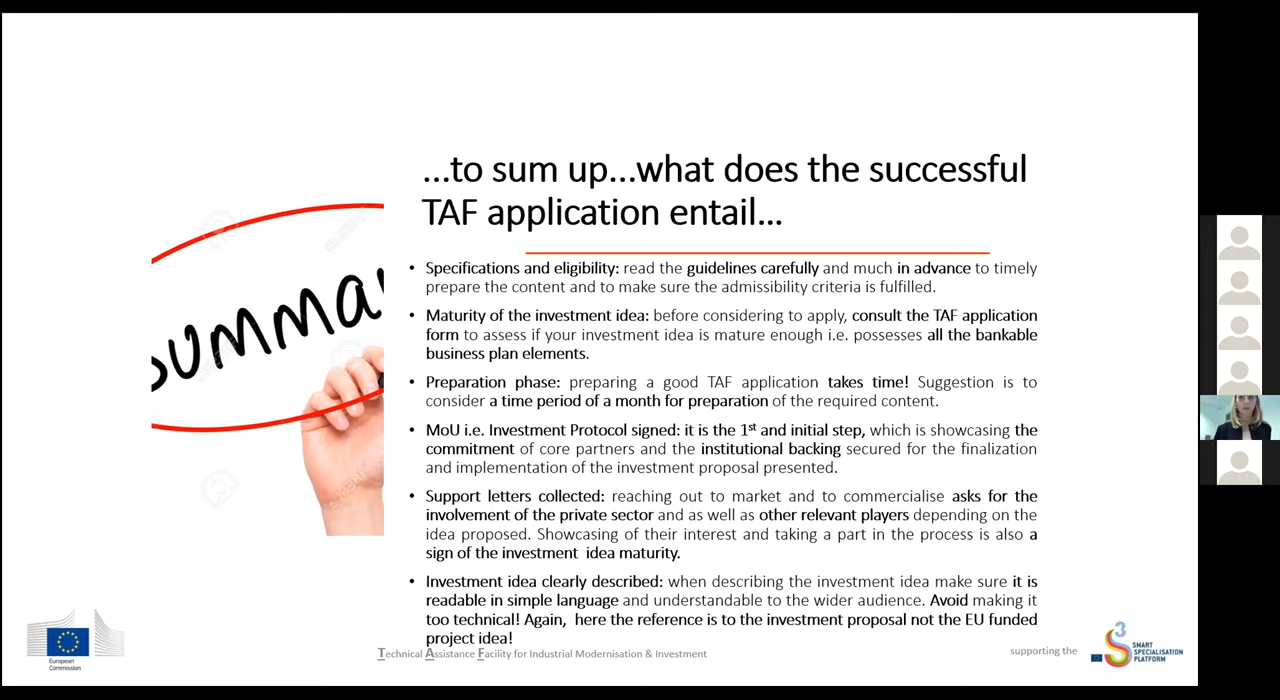 ...to sum up...what does the successful
TAF application entail...
summa
• Specifications and eligibility: read the guidelines carefully and much in advance to timely
prepare the content and to make sure the admissibility criteria is fulfilled.
• Maturity of the investment idea: before considering to apply, consult the TAF application
form to assess if your investment idea is mature enough i.e. possesses all the bankable
business plan elements.
• Preparation phase: preparing a good TAF application takes time! Suggestion is to
consider a time period of a month for preparation of the required content.
• MoU i.e. Investment Protocol signed: it is the 1st and initial step, which is showcasing the
commitment of core partners and the institutional backing secured for the finalization
and implementation of the investment proposal presented.
• Support letters collected: reaching out to market and to commercialise asks for the
involvement of the private sector and as well as other relevant players depending on the
idea proposed. Showcasing of their interest and taking a part in the process is also a
sign of the investment idea maturity.
• Investment idea clearly described: when describing the investment idea make sure it is
readable in simple language and understandable to the wider audience. Avoid making it
too technical! Again, here the reference is to the investment proposal not the EU funded
project idea!
European
Commission
Technical Assistance Facility for Industrial Modernisation & Investment
supporting the
S3
SMART
SPECIALISATION
PLATFORM